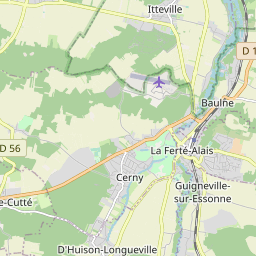 Itteville
D 1
Baulne
D 56
La Ferté-Alais
Cerny
Guigneville-
sur-Essonne
e-Cutté
D'Huison-Longueville